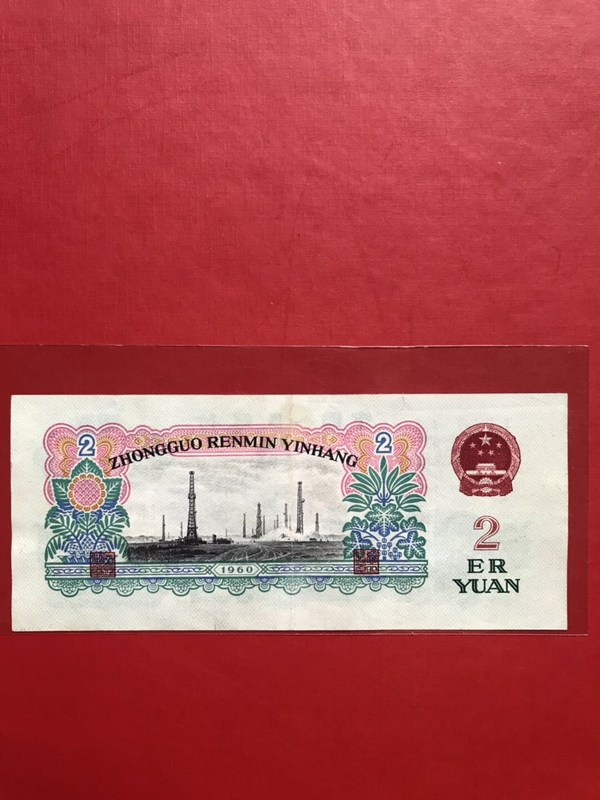 2
2
ZHONGGUO RENMIN YINHANG
1960
2
ER
YUAN